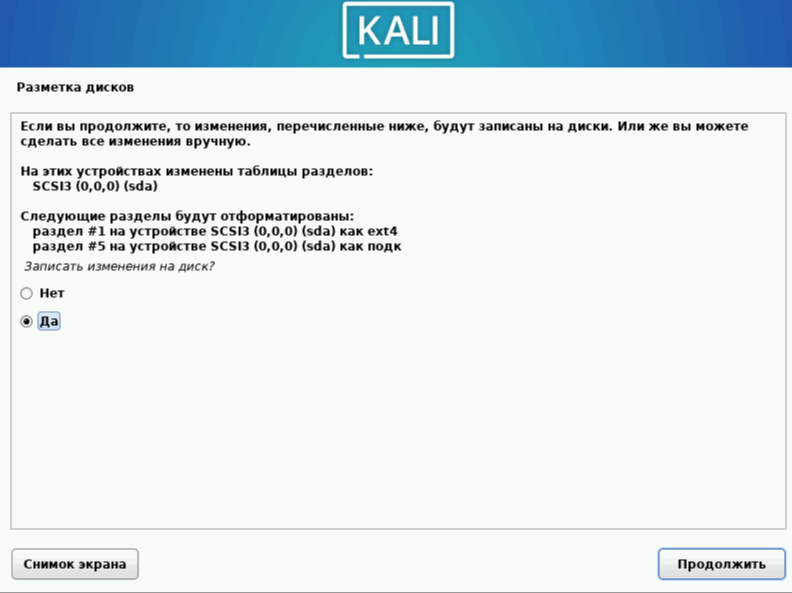 KALI
Разметка дисков
Если вы продолжите, то изменения, перечисленные ниже, будут записаны на диски. Или же вы можете
сделать все изменения вручную.
На этих устройствах изменены таблицы разделов:
SCSI3 (0,0,0) (sda)
Следующие разделы будут отформатированы:
раздел #1 на устройстве SCSI3 (0,0,0) (sda) как ext4
раздел #5 на устройстве SCSI3 (0,0,0) (sda) как подк
Записать изменения на диск?
Нет
Да
Снимок экрана
Продолжить